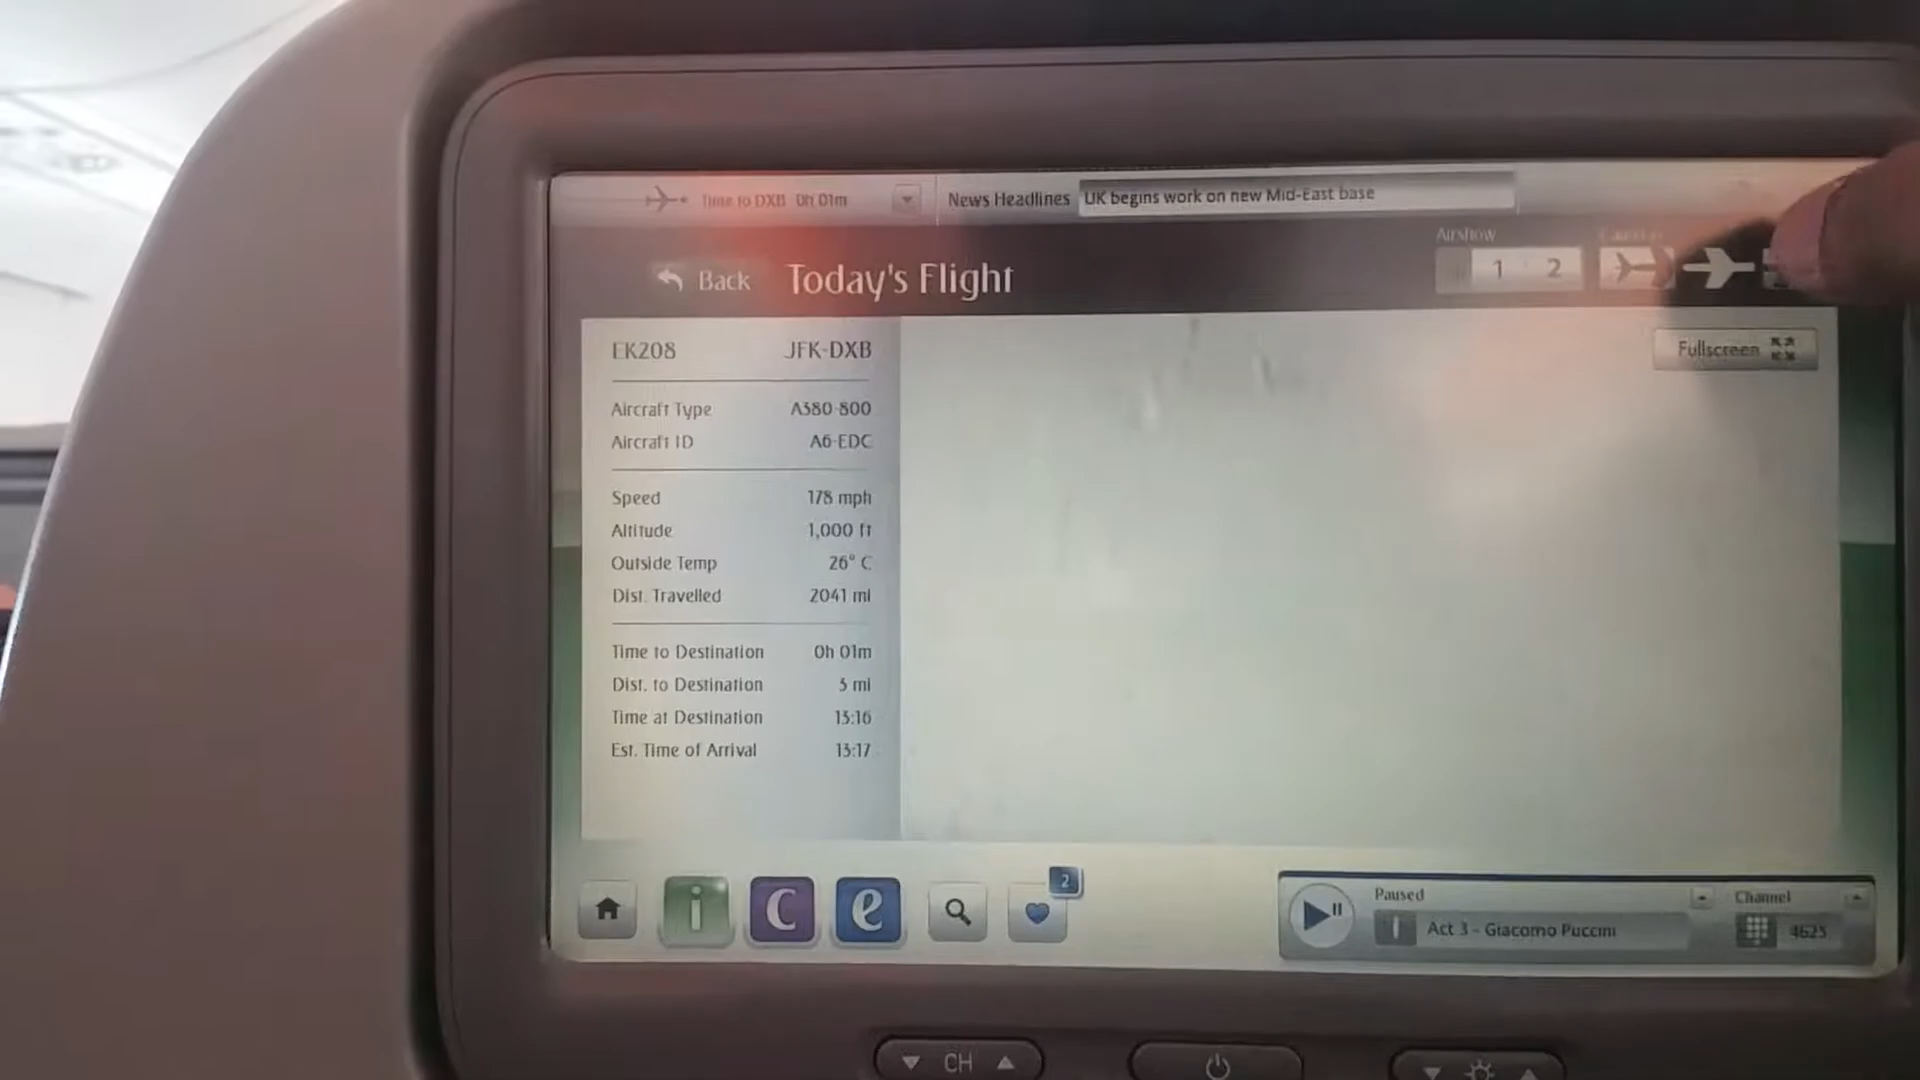 Time to DXB 0h 01m
News Headlines UK begins work on new Mid-East base
Airshow
Back Today's Flight
1 2
EK208 JFK-DXB
Fullscreen
Aircraft Type A380-800
Aircraft ID A6-EDC
Speed 178 mph
Altitude 1,000 ft
Outside Temp 26° C
Dist. Travelled 2041 mi
Time to Destination 0h 01m
Dist. to Destination 3 mi
Time at Destination 13:16
Est. Time of Arrival 13:17
2
i C e
Paused
Channel
i Act 3 - Giacomo Puccini
4625
CH